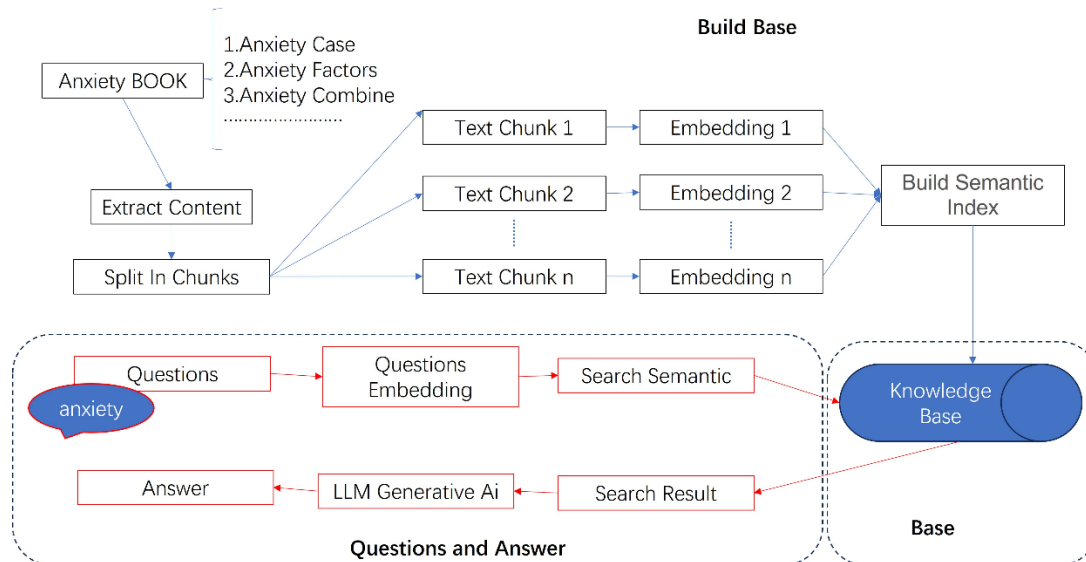 Build Base
Anxiety BOOK
1.Anxiety Case
2.Anxiety Factors
3.Anxiety Combine
........................
Extract Content
Split In Chunks
Text Chunk 1
Embedding 1
Text Chunk 2
Embedding 2
Text Chunk n
Embedding n
Build Semantic
Index
Questions
anxiety
Questions
Embedding
Search Semantic
Knowledge
Base
Answer
LLM Generative Ai
Search Result
Questions and Answer
Base